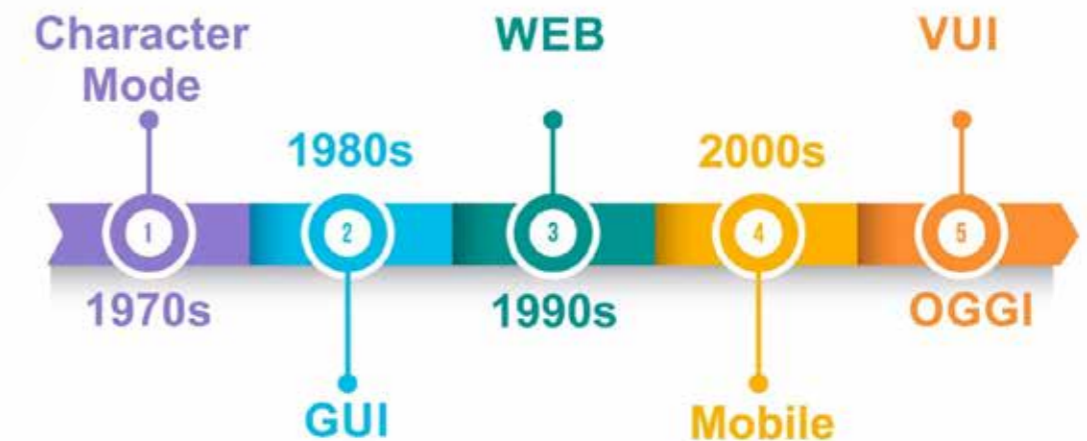 Character
Mode
1
1970s
1980s
2
GUI
WEB
3
1990s
2000s
4
Mobile
VUI
5
OGGI